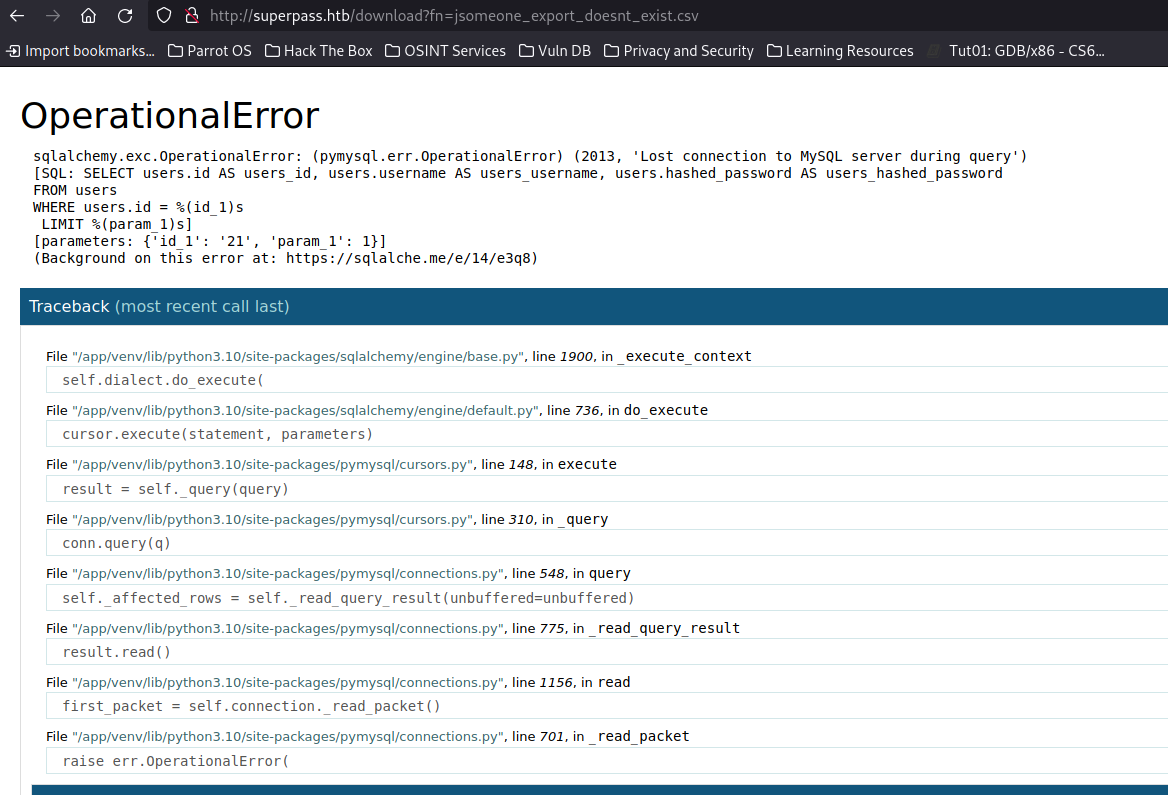 http://superpass.htb/download?fn=jsomeone_export_doesnt_exist.csv
Import bookmarks... Parrot OS Hack The Box OSINT Services Vuln DB Privacy and Security Learning Resources Tut01: GDB/x86 - CS6...
OperationalError
sqlalchemy.exc.OperationalError: (pymysql.err.OperationalError) (2013, 'Lost connection to MySQL server during query')
[SQL: SELECT users.id AS users_id, users.username AS users_username, users.hashed_password AS users_hashed_password
FROM users
WHERE users.id = %(id_1)s
 LIMIT %(param_1)s]
[parameters: {'id_1': '21', 'param_1': 1}]
(Background on this error at: https://sqlalche.me/e/14/e3q8)
Traceback (most recent call last)
File "/app/venv/lib/python3.10/site-packages/sqlalchemy/engine/base.py", line 1900, in _execute_context
self.dialect.do_execute(
File "/app/venv/lib/python3.10/site-packages/sqlalchemy/engine/default.py", line 736, in do_execute
cursor.execute(statement, parameters)
File "/app/venv/lib/python3.10/site-packages/pymysql/cursors.py", line 148, in execute
result = self._query(query)
File "/app/venv/lib/python3.10/site-packages/pymysql/cursors.py", line 310, in _query
conn.query(q)
File "/app/venv/lib/python3.10/site-packages/pymysql/connections.py", line 548, in query
self._affected_rows = self._read_query_result(unbuffered=unbuffered)
File "/app/venv/lib/python3.10/site-packages/pymysql/connections.py", line 775, in _read_query_result
result.read()
File "/app/venv/lib/python3.10/site-packages/pymysql/connections.py", line 1156, in read
first_packet = self.connection._read_packet()
File "/app/venv/lib/python3.10/site-packages/pymysql/connections.py", line 701, in _read_packet
raise err.OperationalError(